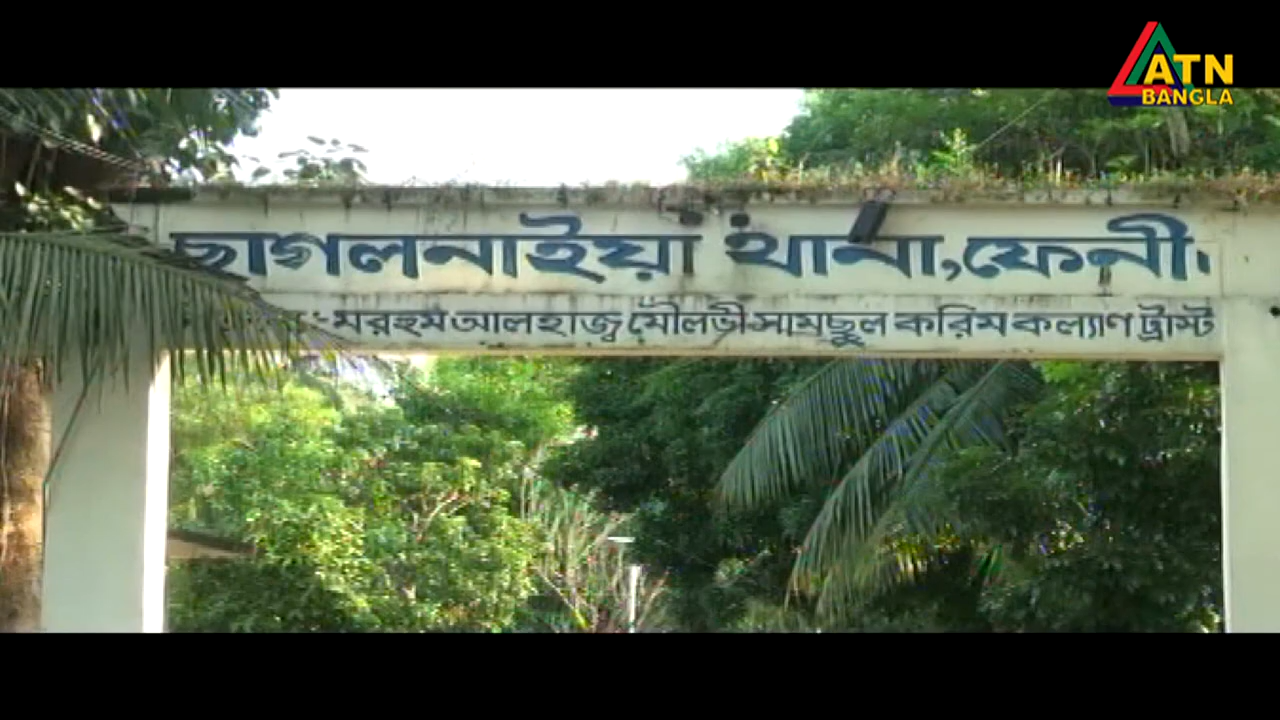 ATN
BANGLA
ছাগলনাইয়া থানা, ফেনী।
মরহুম আলহাজ্ব মৌলভী সামছুল করিম কল্যাণ ট্রাস্ট